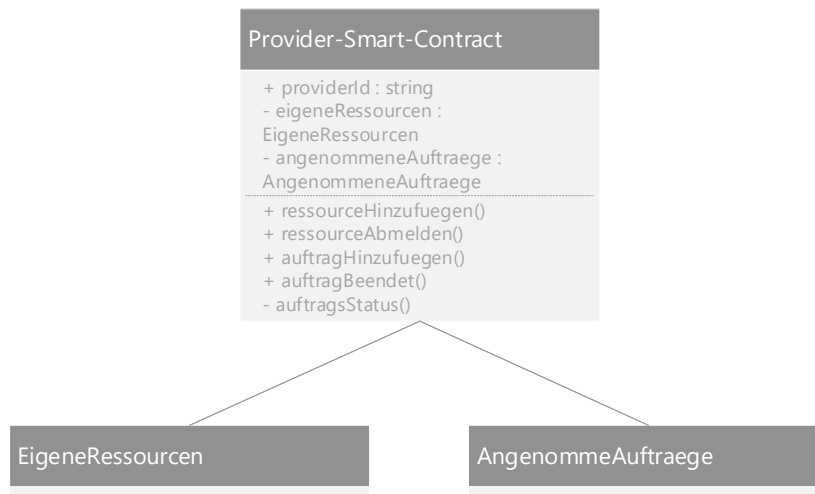 Provider-Smart-Contract
+ providerId : string
- eigeneRessourcen :
EigeneRessourcen
- angenommeneAuftraege :
AngenommeneAuftraege
+ ressourceHinzufuegen()
+ ressourceAbmelden()
+ auftragHinzufuegen()
+ auftragBeendet()
- auftragsStatus()
EigeneRessourcen
AngenommeAuftraege